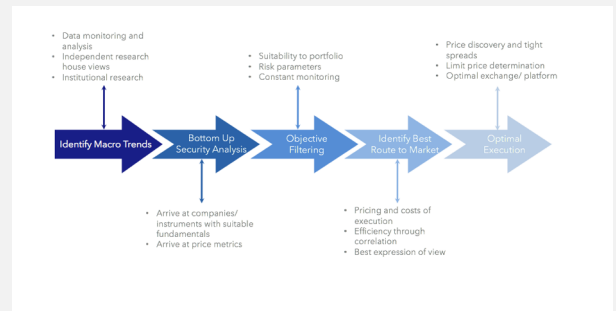 • Data monitoring and
analysis
• Independent research
house views
• Institutional research
• Suitability to portfolio
• Risk parameters
• Constant monitoring
• Price discovery and tight
spreads
• Limit price determination
• Optimal exchange/ platform
Identify Macro Trends
Bottom Up
Security Analysis
Objective
Filtering
Identify Best
Route to Market
Optimal
Execution
• Arrive at companies/
instruments with suitable
fundamentals
• Arrive at price metrics
• Pricing and costs of
execution
• Efficiency through
correlation
• Best expression of view